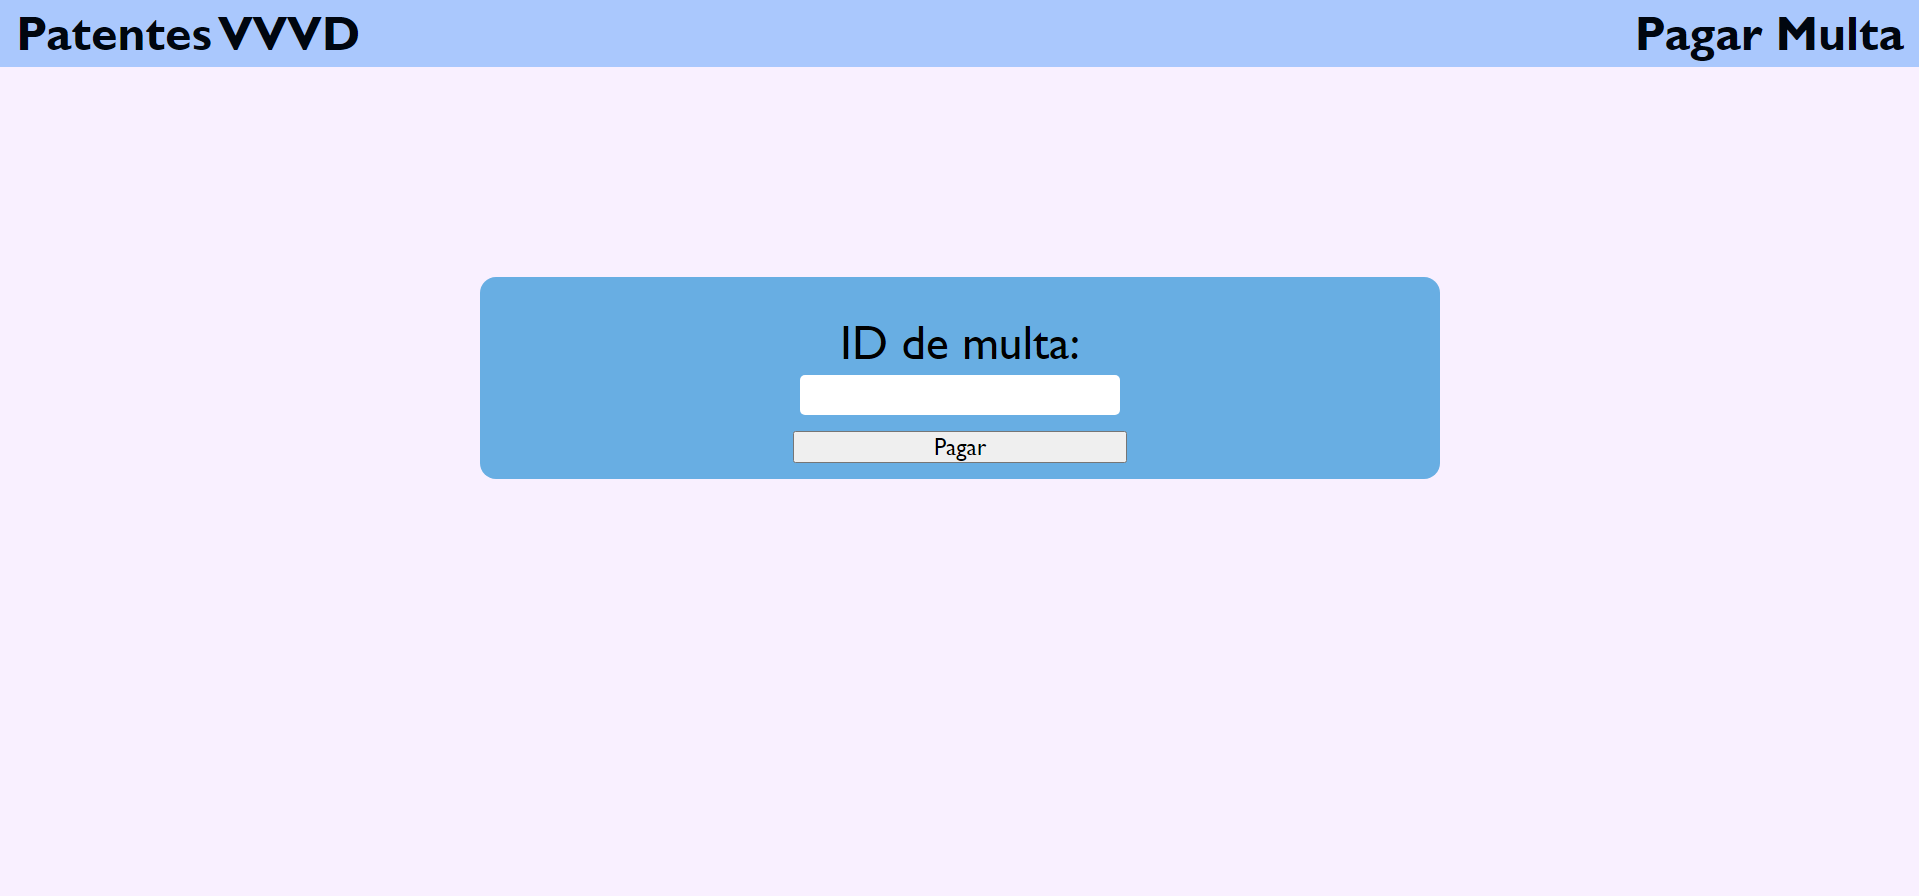 Patentes VVVD
Pagar Multa
ID de multa:
Pagar